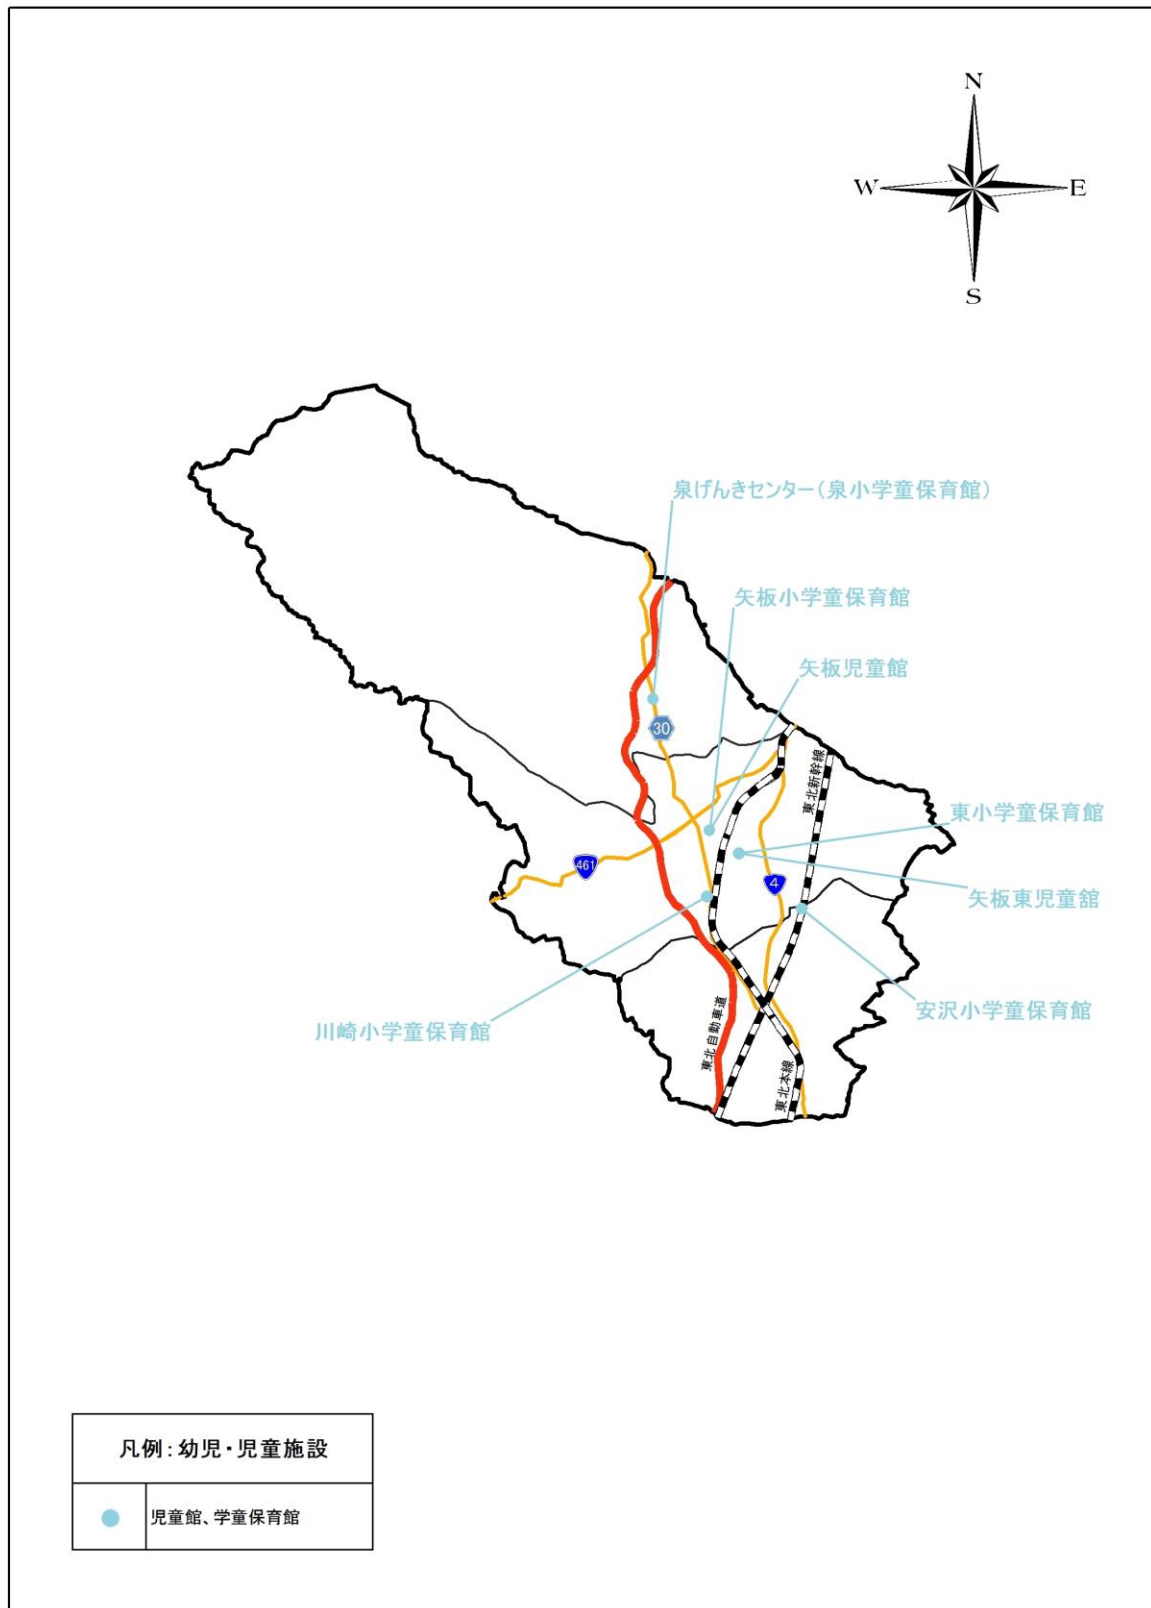 N
W
E
S
泉げんきセンター(泉小学童保育館)
矢板小学童保育館
矢板児童館
30
東北新幹線
東小学童保育館
461
4
矢板東児童舘
安沢小学童保育館
川崎小学童保育館
東北自動車道
東北本線
凡例:幼児・児童施設
児童館、学童保育館